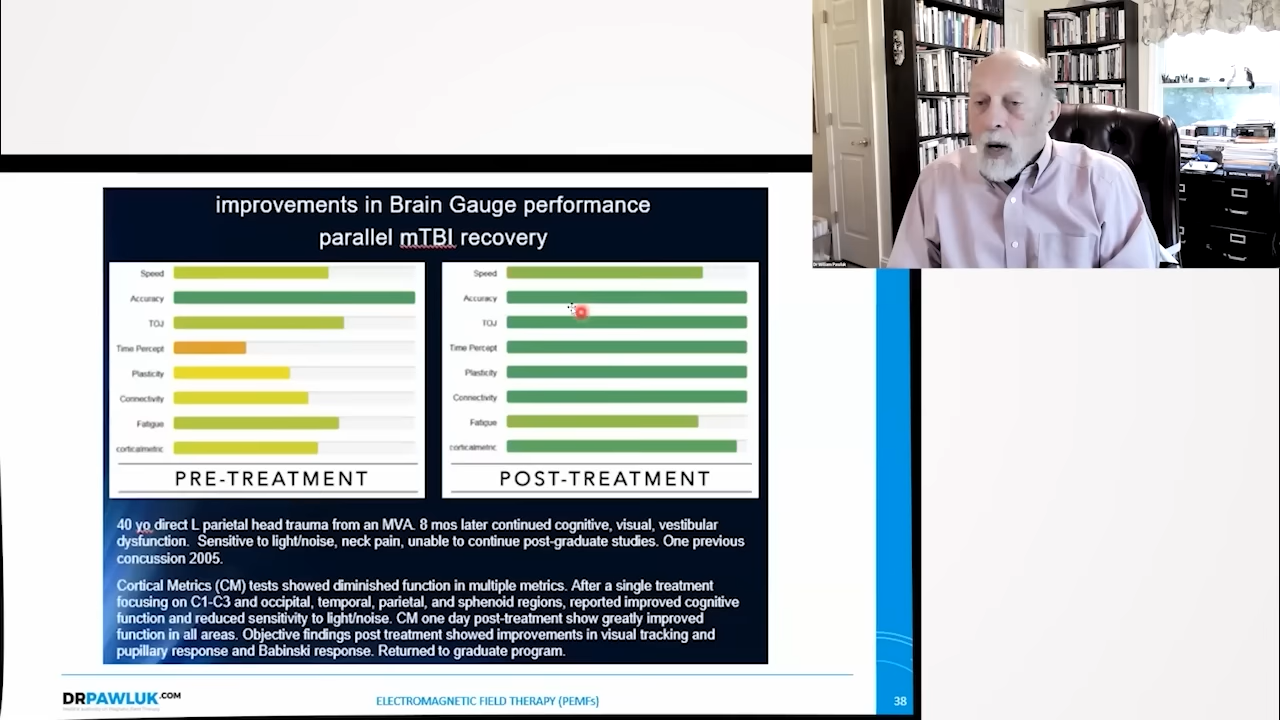 improvements in Brain Gauge performance
parallel mTBI recovery
Speed
Accuracy
TOJ
Time Percept
Plasticity
Connectivity
Fatigue
corticalmetric
PRE-TREATMENT
Speed
Accuracy
TOJ
Time Percept
Plasticity
Connectivity
Fatigue
corticalmetric
POST-TREATMENT
40 yo direct L parietal head trauma from an MVA. 8 mos later continued cognitive, visual, vestibular
dysfunction. Sensitive to light/noise, neck pain, unable to continue post-graduate studies. One previous
concussion 2005.
Cortical Metrics (CM) tests showed diminished function in multiple metrics. After a single treatment
focusing on C1-C3 and occipital, temporal, parietal, and sphenoid regions, reported improved cognitive
function and reduced sensitivity to light/noise. CM one day post-treatment show greatly improved
function in all areas. Objective findings post treatment showed improvements in visual tracking and
pupillary response and Babinski response. Returned to graduate program.
DRPAWLUK.COM
ELECTROMAGNETIC FIELD THERAPY (PEMFs)
38
Dr William Pawluk